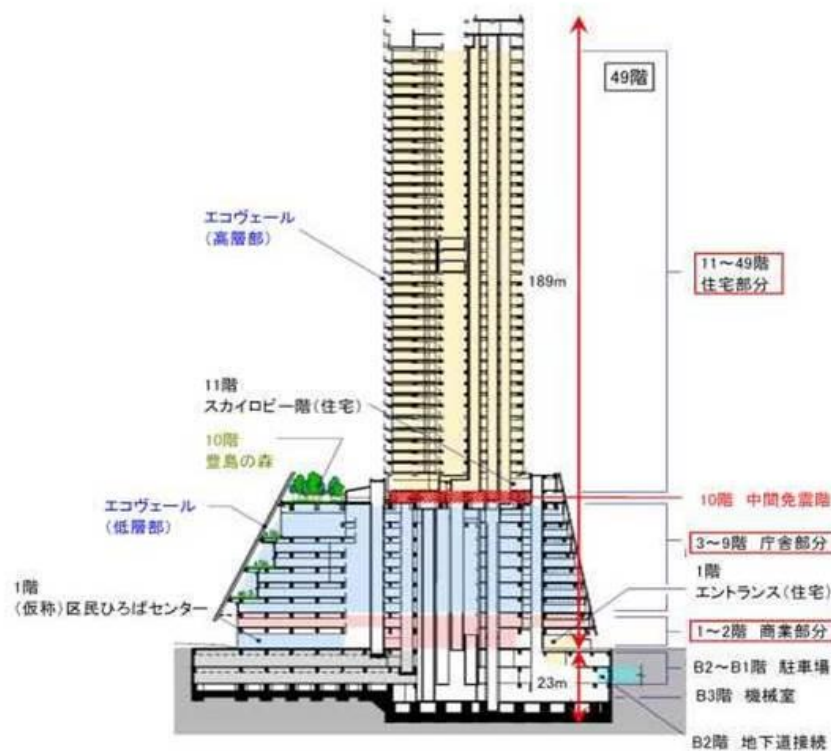 49階
エコヴェール
(高層部)
11～49階
住宅部分
189m
11階
スカイロビー階(住宅)
10階
豊島の森
エコヴェール
(低層部)
10階 中間免震階
3～9階 庁舎部分
1階
エントランス(住宅)
1階
(仮称)区民ひろばセンター
1～2階 商業部分
B2～B1階 駐車場
23m
B3階 機械室
B2階 地下道接続